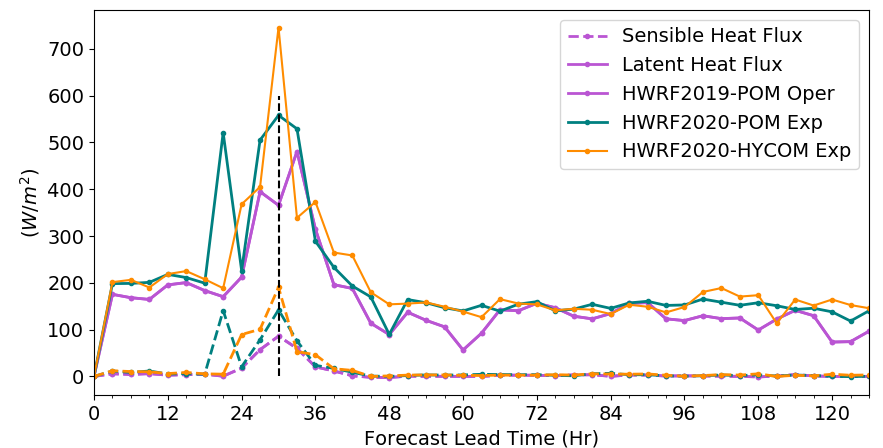 700
600
500
400
300
200
100
0
(W/m²)
Sensible Heat Flux
Latent Heat Flux
HWRF2019-POM Oper
HWRF2020-POM Exp
HWRF2020-HYCOM Exp
0 12 24 36 48 60 72 84 96 108 120
Forecast Lead Time (Hr)